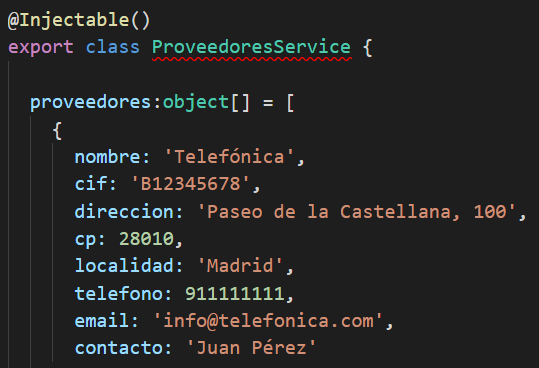 @Injectable()
export class ProveedoresService {
proveedores:object[] = [
{
nombre: 'Telefónica',
cif: 'B12345678',
direccion: 'Paseo de la Castellana, 100',
cp: 28010,
localidad: 'Madrid',
telefono: 911111111,
email: 'info@telefonica.com',
contacto: 'Juan Pérez'